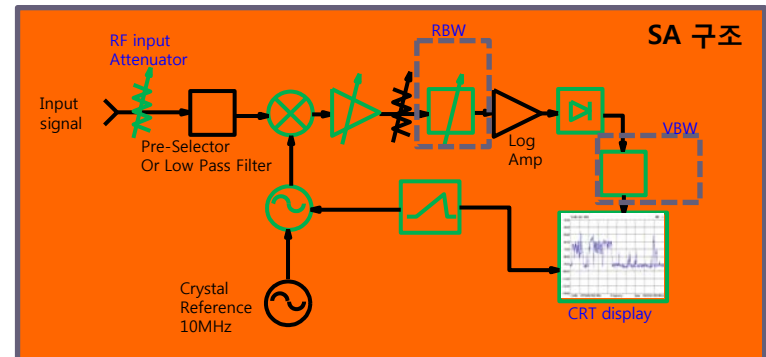 SA 구조
RF input
Attenuator
RBW
Input
signal
Pre-Selector
Or Low Pass Filter
Log
Amp
VBW
Crystal
Reference
10MHz
CRT display